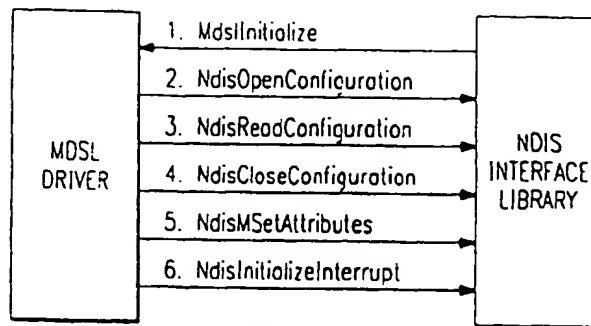 1. MdslInitialize
2. NdisOpenConfiguration
3. NdisReadConfiguration
4. NdisCloseConfiguration
5. NdisMSetAttributes
6. NdisInitializeInterrupt
MDSL
DRIVER
NDIS
INTERFACE
LIBRARY